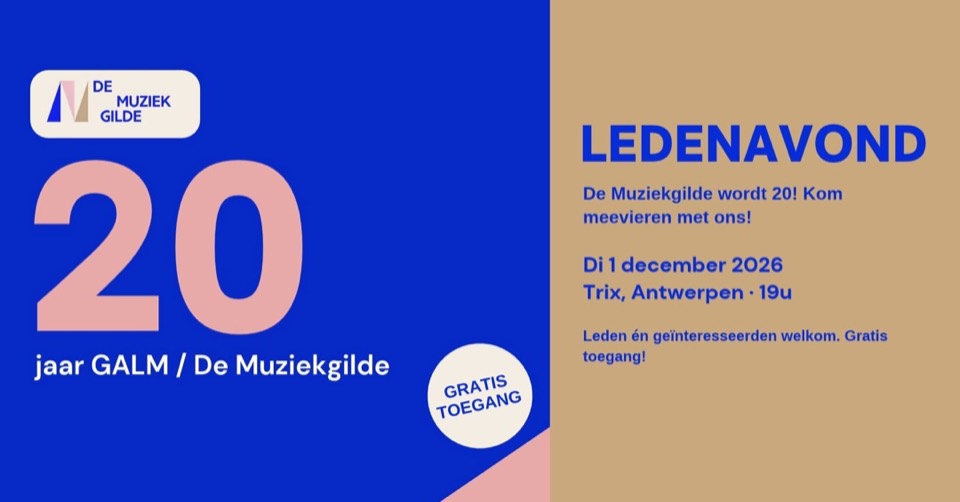 DE
MUZIEK
GILDE
20
jaar GALM / De Muziekgilde
GRATIS
TOEGANG
LEDENAVOND
De Muziekgilde wordt 20! Kom
meevieren met ons!
Di 1 december 2026
Trix, Antwerpen · 19u
Leden én geïnteresseerden welkom. Gratis
toegang!